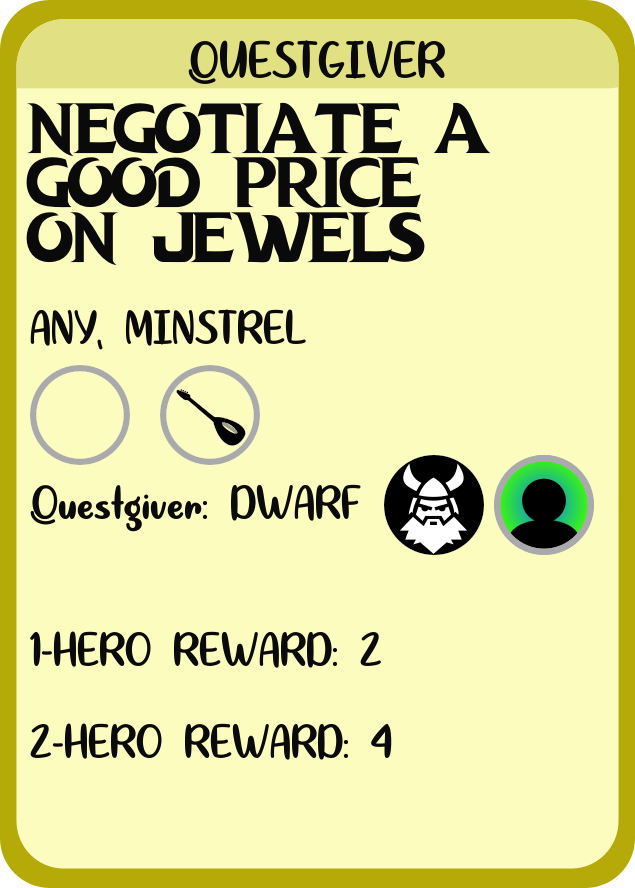 QUESTGIVER
NEGOTIATE A
GOOD PRICE
ON JEWELS
ANY, MINSTREL
Questgiver: DWARF
1-HERO REWARD: 2
2-HERO REWARD: 4